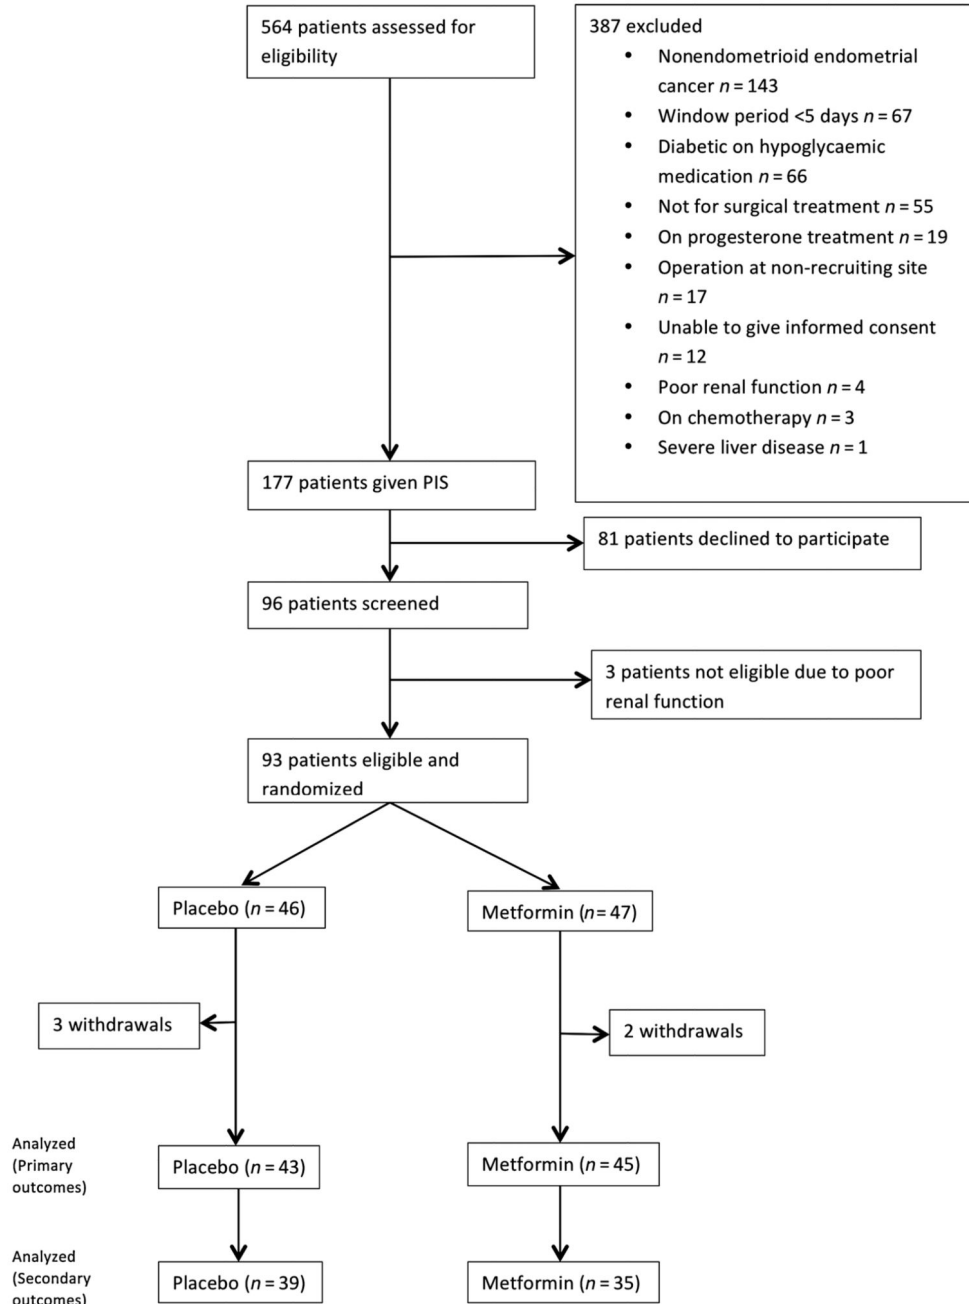 564 patients assessed for
eligibility
387 excluded
• Nonendometrioid endometrial
cancer n = 143
• Window period <5 days n = 67
• Diabetic on hypoglycaemic
medication n = 66
• Not for surgical treatment n = 55
• On progesterone treatment n = 19
• Operation at non-recruiting site
n = 17
• Unable to give informed consent
n = 12
• Poor renal function n = 4
• On chemotherapy n = 3
• Severe liver disease n = 1
177 patients given PIS
81 patients declined to participate
96 patients screened
3 patients not eligible due to poor
renal function
93 patients eligible and
randomized
Placebo (n = 46)
Metformin (n = 47)
3 withdrawals
2 withdrawals
Analyzed
(Primary
outcomes)
Placebo (n = 43)
Metformin (n = 45)
Analyzed
(Secondary
outcomes)
Placebo (n = 39)
Metformin (n = 35)